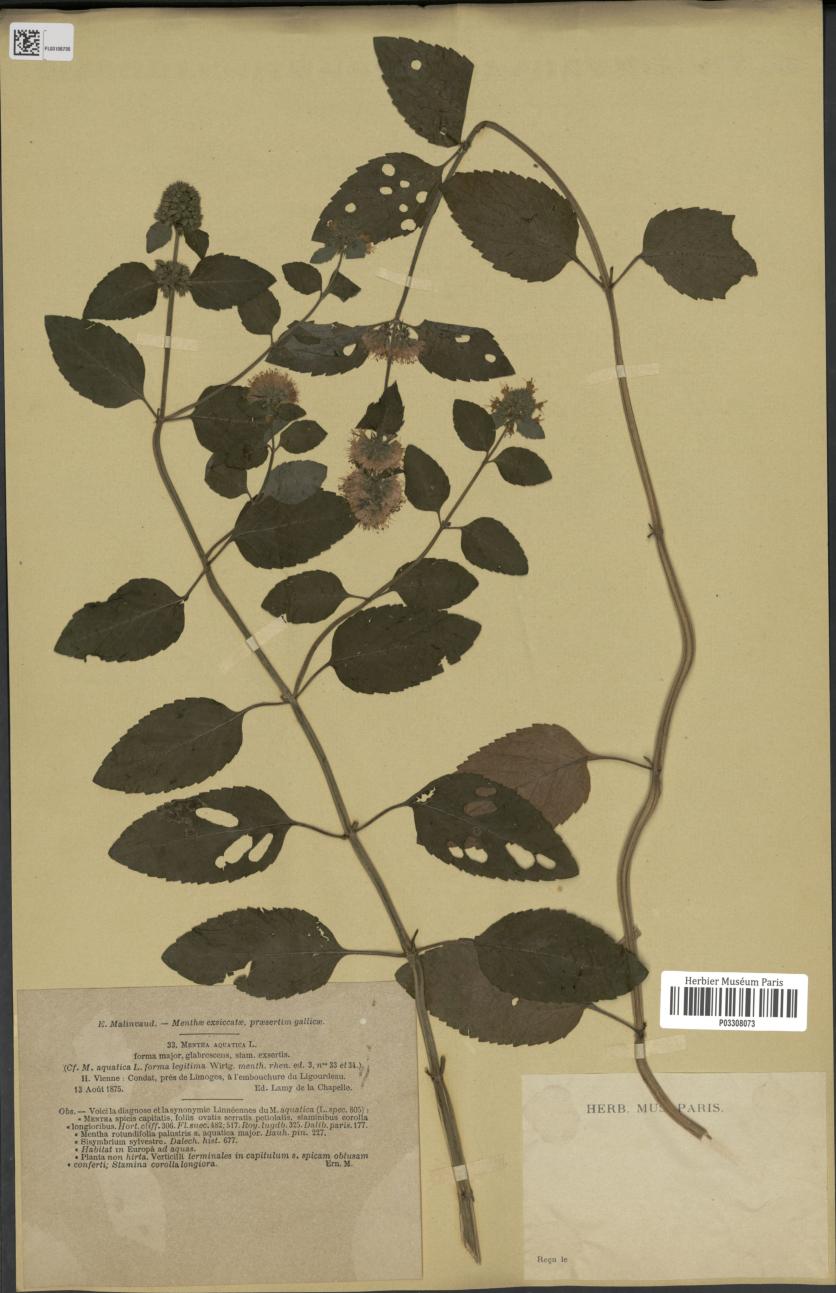 E. Malinvaud. — Menthæ exsiccatæ, præsertim gallicæ.
33. MENTHA AQUATICA L.
forma major, glabrescens, stam. exsertis.
(Cf. M. aquatica L. forma legitima Wirtg. menth. rhen. ed. 3, nos 33 et 34.)
H. Vienne : Condat, près de Limoges, à l'embouchure du Ligourdeau.
13 Août 1875. Ed. Lamy de la Chapelle.
Obs. — Voici la diagnose et la synonymie Linnéennes du M. aquatica (L. spec. 805) :
« MENTHA spicis capitatis, foliis ovatis serratis petiolatis, staminibus corolla
« longioribus. Hort. cliff. 306. Fl. suec. 482; 517. Roy. lugdb. 325. Dalib. paris. 177.
« Mentha rotundifolia palustris s. aquatica major. Bauh. pin. 227.
« Sisymbrium sylvestre. Dalech. hist. 677.
« Habitat in Europâ ad aquas.
« Planta non hirta. Verticilli terminales in capitulum s. spicam obtusam
« conferti; Stamina corolla longiora. Ern. M.
Herbier Muséum Paris
P03308073
HERB. MUS. PARIS.
Reçu le